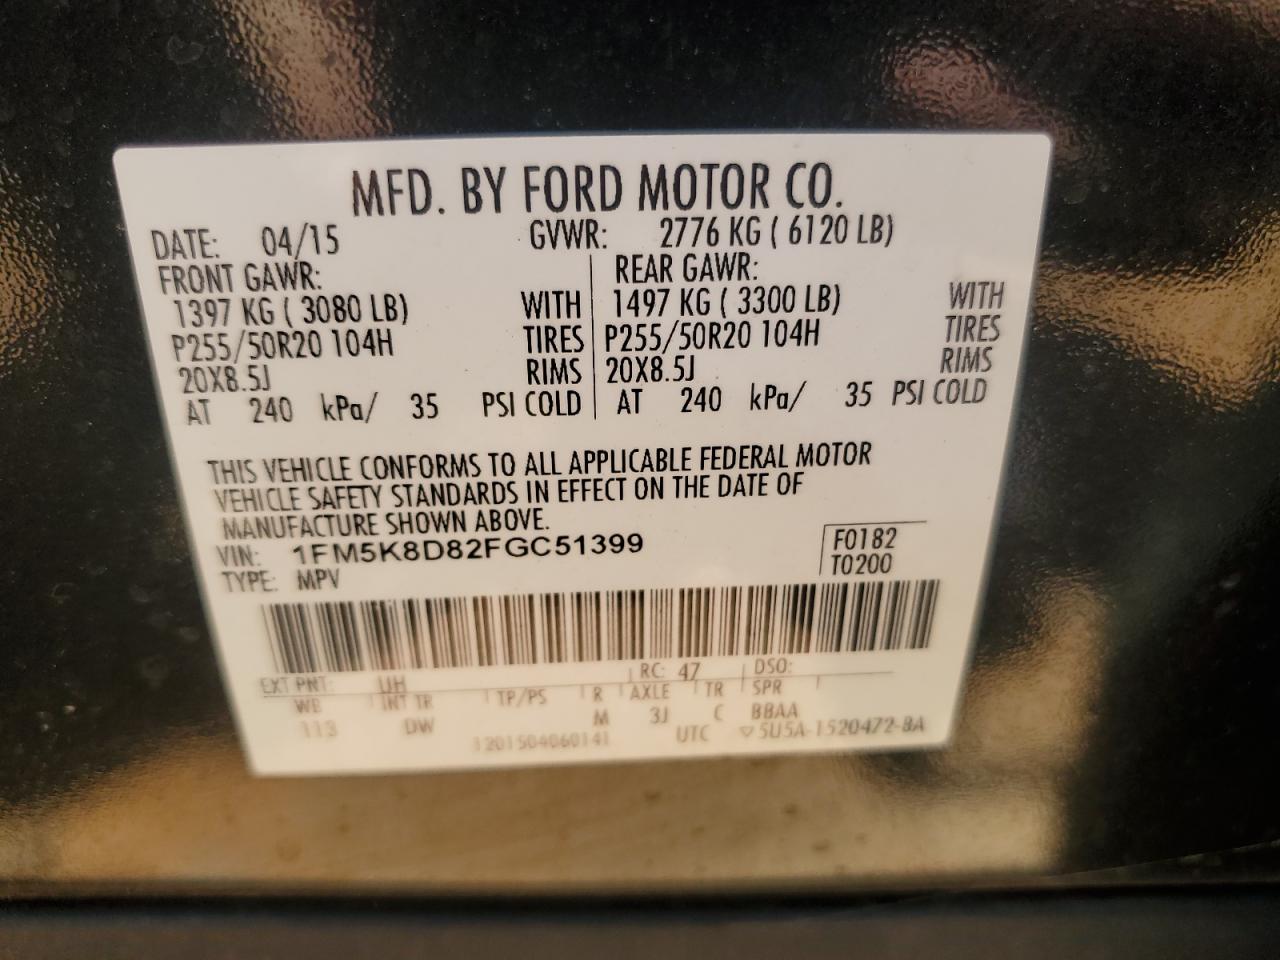 MFD. BY FORD MOTOR CO.
DATE: 04/15 GVWR: 2776 KG ( 6120 LB)
FRONT GAWR: REAR GAWR:
1397 KG ( 3080 LB) WITH 1497 KG ( 3300 LB) WITH
P255/50R20 104H TIRES P255/50R20 104H TIRES
20X8.5J RIMS 20X8.5J RIMS
AT 240 kPa/ 35 PSI COLD AT 240 kPa/ 35 PSI COLD
THIS VEHICLE CONFORMS TO ALL APPLICABLE FEDERAL MOTOR
VEHICLE SAFETY STANDARDS IN EFFECT ON THE DATE OF
MANUFACTURE SHOWN ABOVE.
VIN: 1FM5K8D82FGC51399 F0182
TYPE: MPV T0200
EXT PNT: UH RC: 47 DSO:
WB INT TR TP/PS R AXLE TR SPR
113 DW M 3J C BBAA
1201504060141 UTC ▽5U5A-1520472-BA